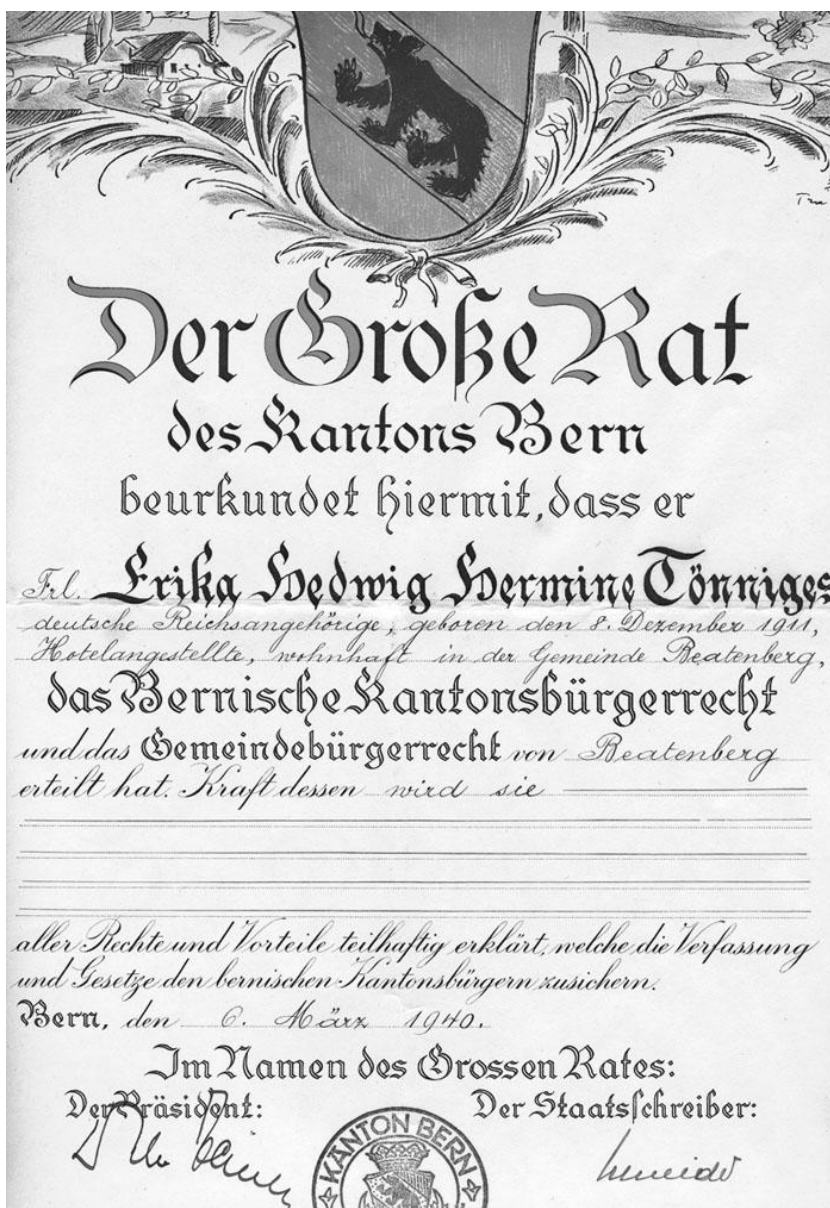 Der Große Rat
des Kantons Bern
beurkundet hiermit, dass er
Frl. Erika Hedwig Hermine Tönniges
deutsche Reichsangehörige, geboren den 8. Dezember 1911,
Hotelangestellte, wohnhaft in der Gemeinde Beatenberg,
das Bernische Kantonsbürgerrecht
und das Gemeindebürgerrecht von Beatenberg
erteilt hat. Kraft dessen wird sie
aller Rechte und Vorteile teilhaftig erklärt, welche die Verfassung
und Gesetze den bernischen Kantonsbürgern zusichern.
Bern, den 6. März 1940.
Im Namen des Grossen Rates:
Der Präsident: Der Staatsschreiber:
KANTON BERN